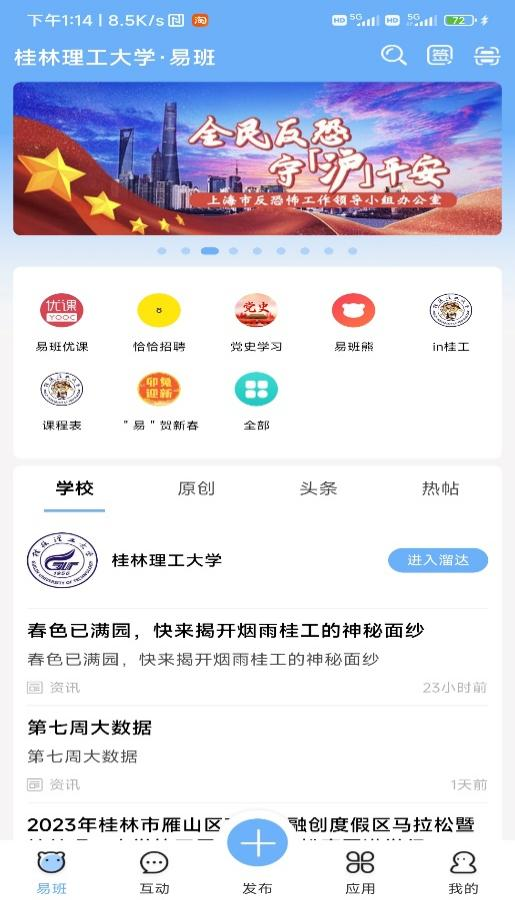 下午1:14 | 8.5K/s 淘
HD 5G HD 5G 72
桂林理工大学·易班
签
全民反恐
守「沪」平安
上海市反恐怖工作领导小组办公室
优课
YOOC
党史
易班优课 恰恰招聘 党史学习 易班熊 in桂工
卯兔
迎新
课程表 "易"贺新春 全部
学校 原创 头条 热帖
桂林理工大学 进入溜达
1956
春色已满园，快来揭开烟雨桂工的神秘面纱
春色已满园，快来揭开烟雨桂工的神秘面纱
资讯 23小时前
第七周大数据
第七周大数据
资讯 1天前
2023年桂林市雁山区 融创度假区马拉松暨
易班 互动 发布 应用 我的